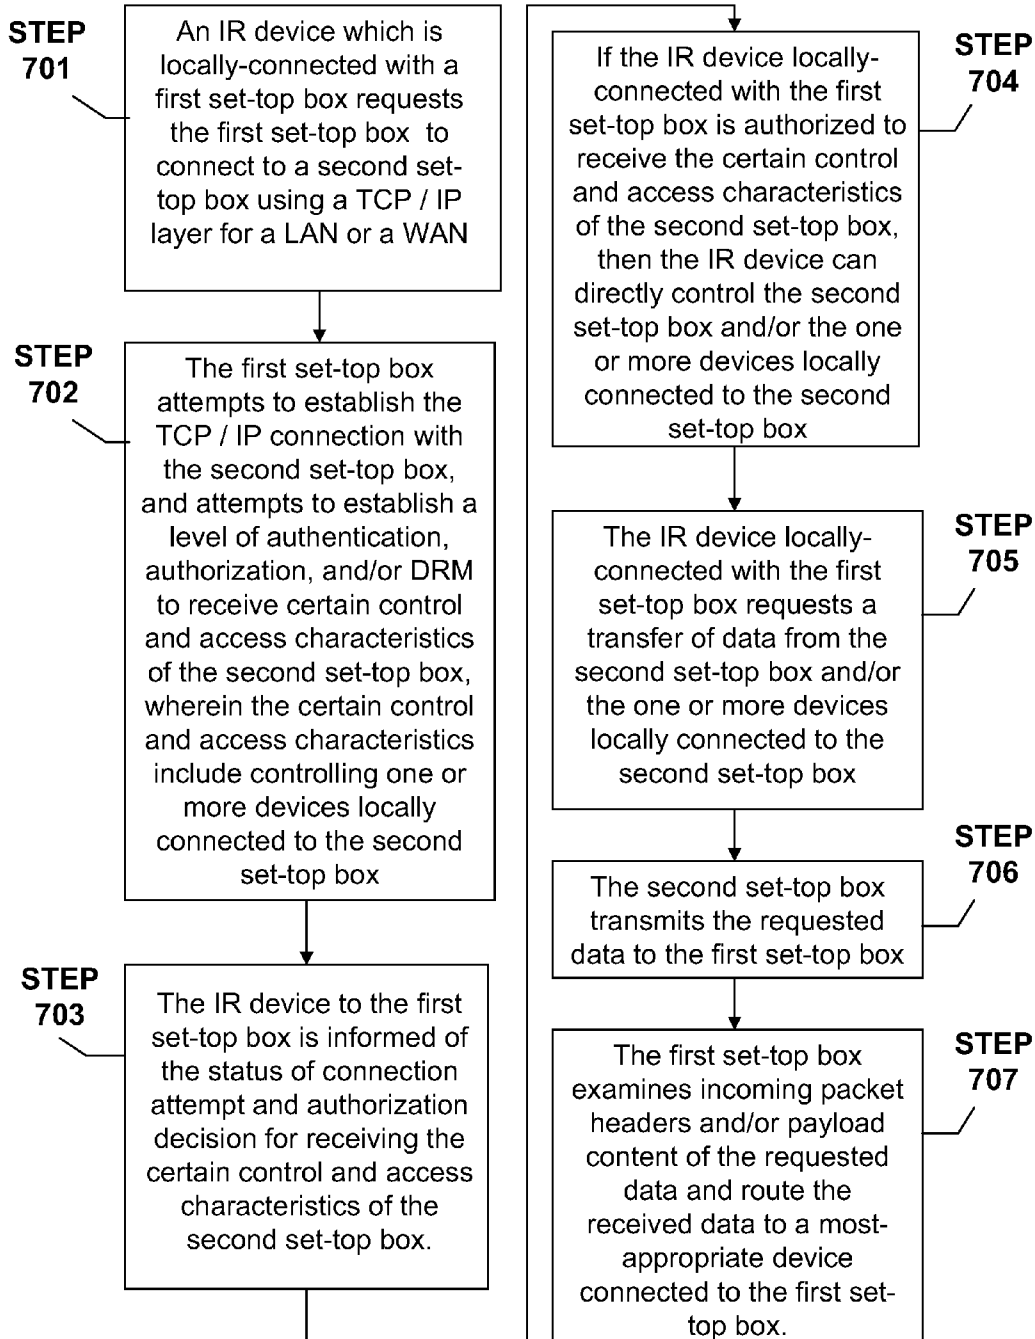 STEP
701
An IR device which is
locally-connected with a
first set-top box requests
the first set-top box to
connect to a second set-
top box using a TCP / IP
layer for a LAN or a WAN
STEP
702
The first set-top box
attempts to establish the
TCP / IP connection with
the second set-top box,
and attempts to establish a
level of authentication,
authorization, and/or DRM
to receive certain control
and access characteristics
of the second set-top box,
wherein the certain control
and access characteristics
include controlling one or
more devices locally
connected to the second
set-top box
STEP
703
The IR device to the first
set-top box is informed of
the status of connection
attempt and authorization
decision for receiving the
certain control and access
characteristics of the
second set-top box.
STEP
704
If the IR device locally-
connected with the first
set-top box is authorized to
receive the certain control
and access characteristics
of the second set-top box,
then the IR device can
directly control the second
set-top box and/or the one
or more devices locally
connected to the second
set-top box
STEP
705
The IR device locally-
connected with the first
set-top box requests a
transfer of data from the
second set-top box and/or
the one or more devices
locally connected to the
second set-top box
STEP
706
The second set-top box
transmits the requested
data to the first set-top box
STEP
707
The first set-top box
examines incoming packet
headers and/or payload
content of the requested
data and route the
received data to a most-
appropriate device
connected to the first set-
top box.